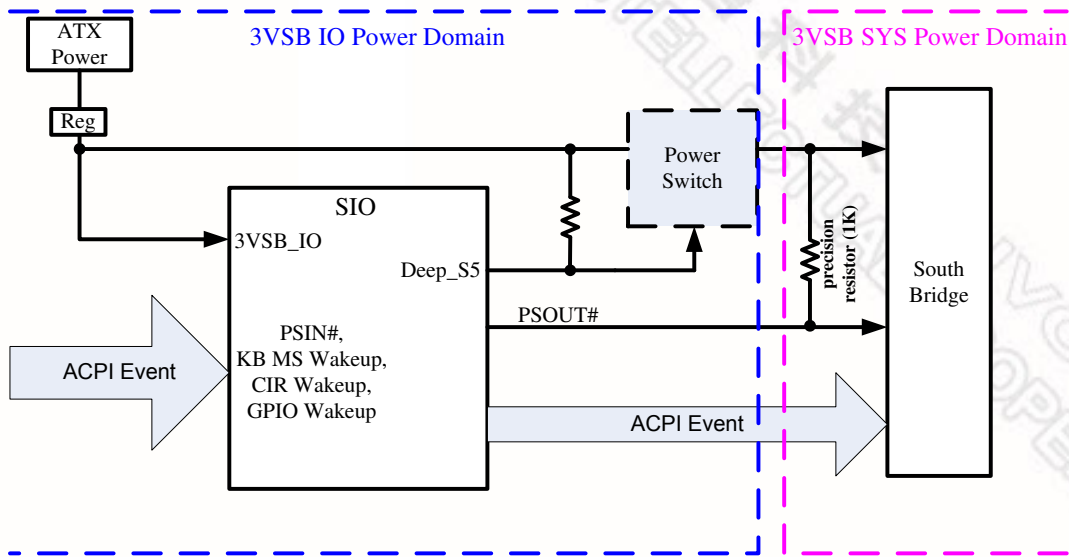 ATX
Power
3VSB IO Power Domain
3VSB SYS Power Domain
Reg
Power
Switch
SIO
3VSB_IO
Deep_S5
precision
resistor (1K)
South
Bridge
PSOUT#
PSIN#,
KB MS Wakeup,
CIR Wakeup,
GPIO Wakeup
ACPI Event
ACPI Event